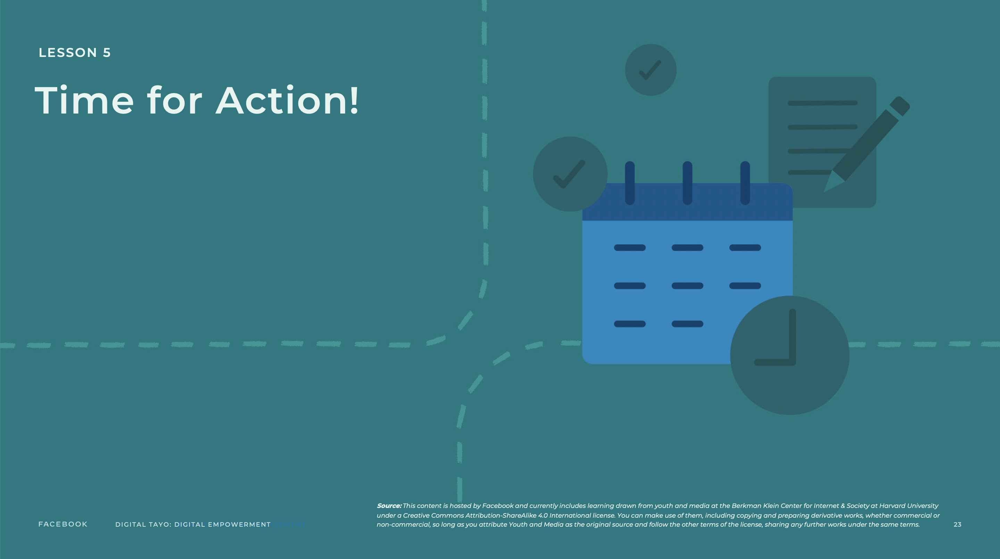 LESSON 5
Time for Action!
Source: This content is hosted by Facebook and currently includes learning drawn from youth and media at the Berkman Klein Center for Internet & Society at Harvard University
under a Creative Commons Attribution-ShareAlike 4.0 International license. You can make use of them, including copying and preparing derivative works, whether commercial or
non-commercial, so long as you attribute Youth and Media as the original source and follow the other terms of the license, sharing any further works under the same terms.
FACEBOOK
DIGITAL TAYO: DIGITAL EMPOWERMENT
23